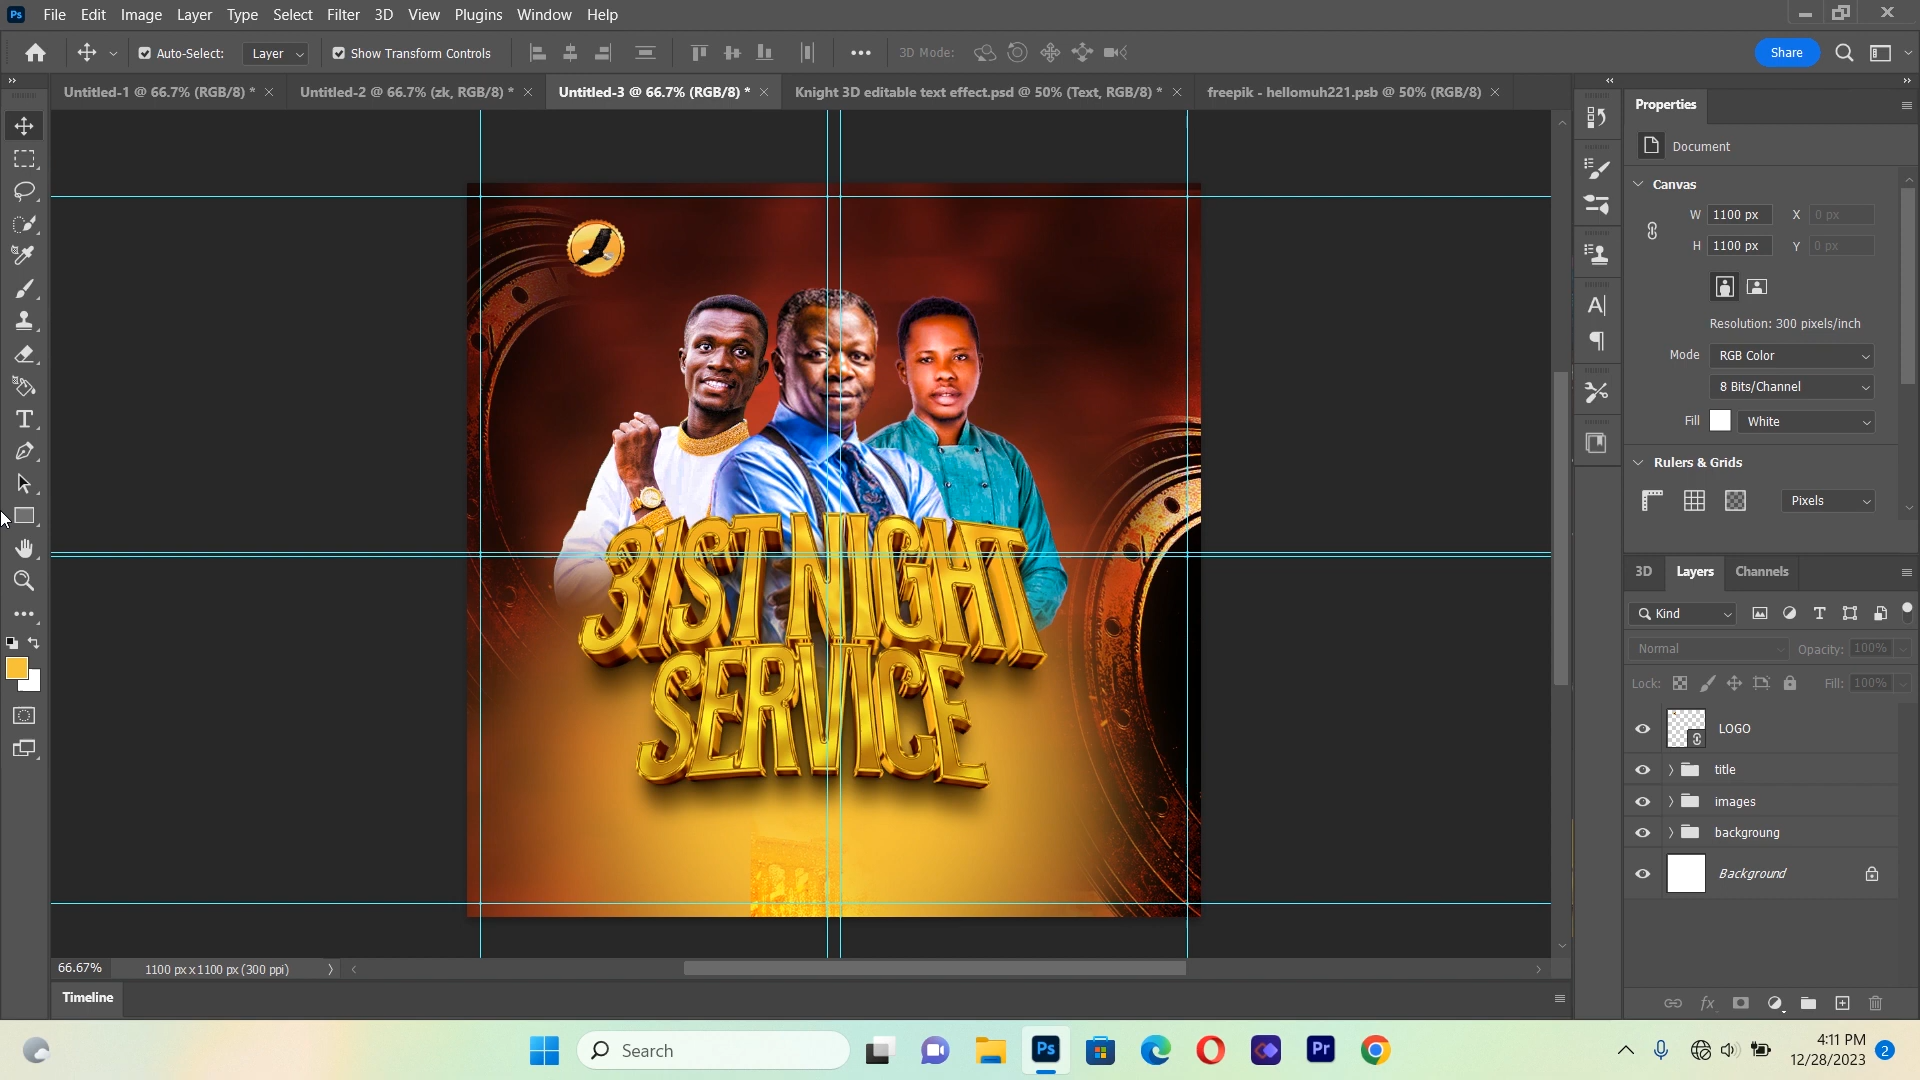 File Edit Image Layer Type Select Filter 3D View Plugins Window Help
Auto-Select: Layer Show Transform Controls 3D Mode: Share
Untitled-1 @ 66.7% (RGB/8) * Untitled-2 @ 66.7% (zk, RGB/8) * Untitled-3 @ 66.7% (RGB/8) * Knight 3D editable text effect.psd @ 50% (Text, RGB/8) * freepik - hellomuh221.psb @ 50% (RGB/8)
Properties
Document
Canvas
W 1100 px X 0 px
H 1100 px Y 0 px
Resolution: 300 pixels/inch
Mode RGB Color
8 Bits/Channel
Fill White
Rulers & Grids
Pixels
31ST NIGHT
SERVICE
3D Layers Channels
Kind
Normal Opacity: 100%
Lock: Fill: 100%
LOGO
title
images
backgroung
Background
66.67% 1100 px x 1100 px (300 ppi)
Timeline
Search
Ps
Pr
4:11 PM
12/28/2023
2